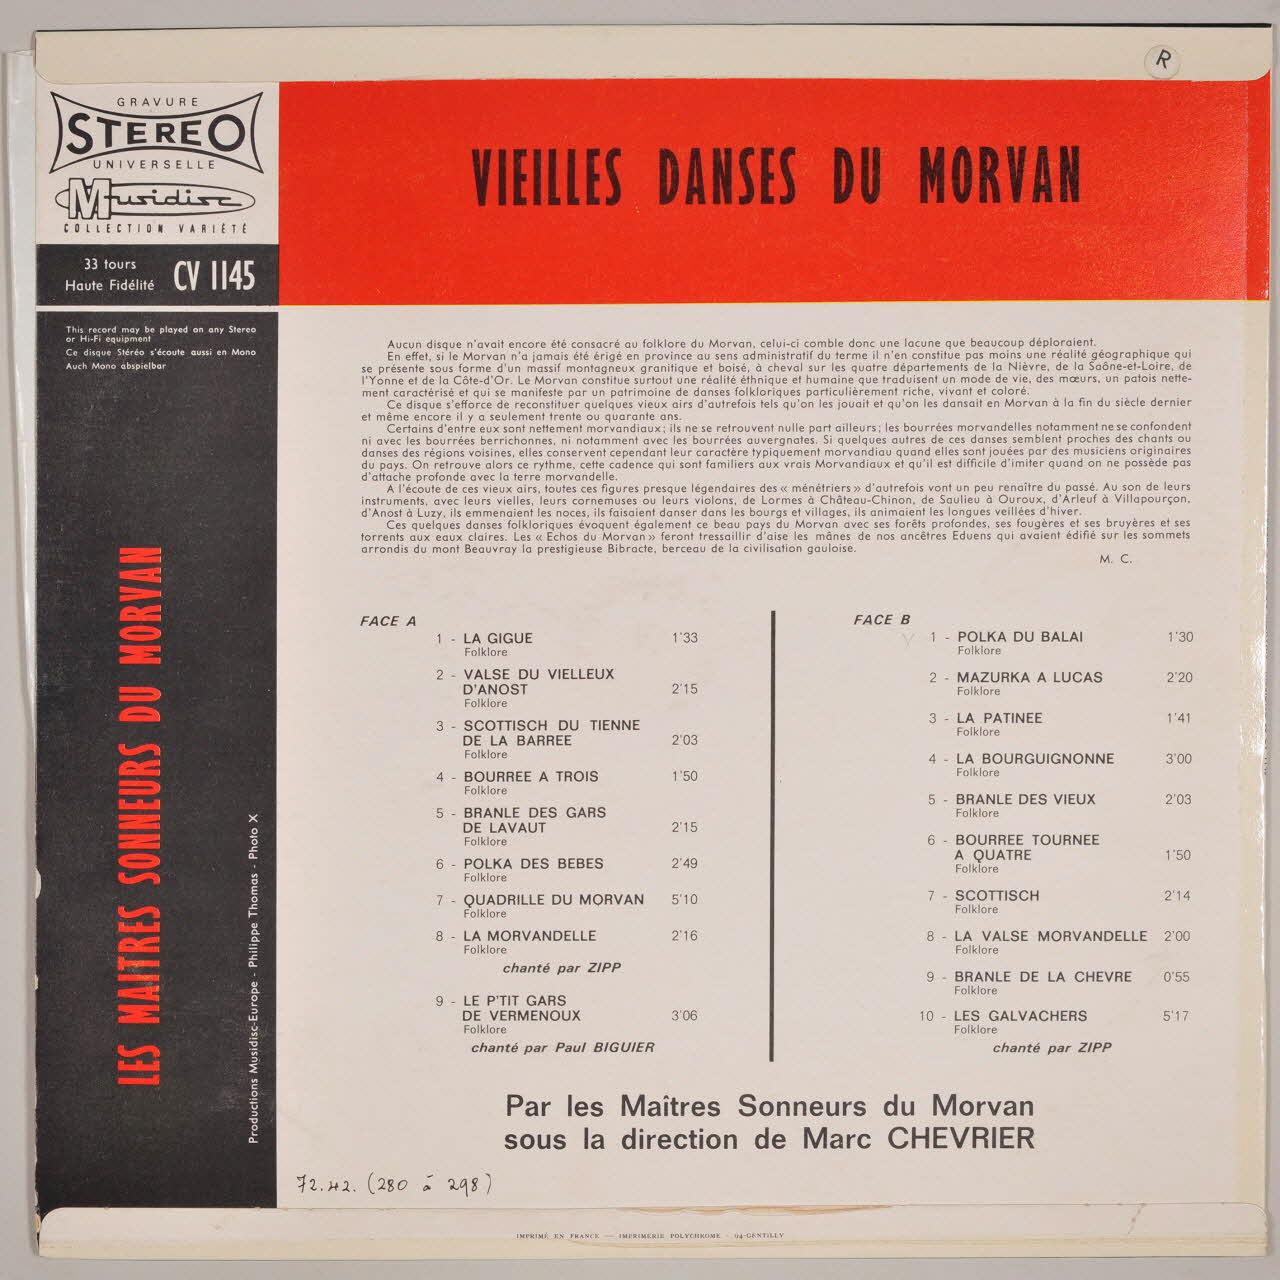 R
GRAVURE
STEREO
UNIVERSELLE
Musidisc
COLLECTION VARIÉTÉ
33 tours
Haute Fidélité CV 1145
VIEILLES DANSES DU MORVAN
This record may be played on any Stereo
or Hi-Fi equipment
Ce disque Stéréo s'écoute aussi en Mono
Auch Mono abspielbar
LES MAITRES SONNEURS DU MORVAN
Productions Musidisc-Europe - Philippe Thomas - Photo X
Aucun disque n'avait encore été consacré au folklore du Morvan, celui-ci comble donc une lacune que beaucoup déploraient.
En effet, si le Morvan n'a jamais été érigé en province au sens administratif du terme il n'en constitue pas moins une réalité géographique qui
se présente sous forme d'un massif montagneux granitique et boisé, à cheval sur les quatre départements de la Nièvre, de la Saône-et-Loire, de
l'Yonne et de la Côte-d'Or. Le Morvan constitue surtout une réalité éthnique et humaine que traduisent un mode de vie, des mœurs, un patois nette-
ment caractérisé et qui se manifeste par un patrimoine de danses folkloriques particulièrement riche, vivant et coloré.
Ce disque s'efforce de reconstituer quelques vieux airs d'autrefois tels qu'on les jouait et qu'on les dansait en Morvan à la fin du siècle dernier
et même encore il y a seulement trente ou quarante ans.
Certains d'entre eux sont nettement morvandiaux; ils ne se retrouvent nulle part ailleurs; les bourrées morvandelles notamment ne se confondent
ni avec les bourrées berrichonnes, ni notamment avec les bourrées auvergnates. Si quelques autres de ces danses semblent proches des chants ou
danses des régions voisines, elles conservent cependant leur caractère typiquement morvandiau quand elles sont jouées par des musiciens originaires
du pays. On retrouve alors ce rythme, cette cadence qui sont familiers aux vrais Morvandiaux et qu'il est difficile d'imiter quand on ne possède pas
d'attache profonde avec la terre morvandelle.
A l'écoute de ces vieux airs, toutes ces figures presque légendaires des « ménétriers » d'autrefois vont un peu renaître du passé. Au son de leurs
instruments. avec leurs vielles, leurs cornemuses ou leurs violons, de Lormes à Château-Chinon, de Saulieu à Ouroux, d'Arleuf à Villapourçon,
d'Anost à Luzy, ils emmenaient les noces, ils faisaient danser dans les bourgs et villages, ils animaient les longues veillées d'hiver.
Ces quelques danses folkloriques évoquent également ce beau pays du Morvan avec ses forêts profondes, ses fougères et ses bruyères et ses
torrents aux eaux claires. Les « Echos du Morvan » feront tressaillir d'aise les mânes de nos ancêtres Eduens qui avaient édifié sur les sommets
arrondis du mont Beauvray la prestigieuse Bibracte, berceau de la civilisation gauloise.
M. C.
FACE A
1 - LA GIGUE 1'33
Folklore
2 - VALSE DU VIELLEUX
D'ANOST 2'15
Folklore
3 - SCOTTISCH DU TIENNE
DE LA BARREE 2'03
Folklore
4 - BOURREE A TROIS 1'50
Folklore
5 - BRANLE DES GARS
DE LAVAUT 2'15
Folklore
6 - POLKA DES BEBES 2'49
Folklore
7 - QUADRILLE DU MORVAN 5'10
Folklore
8 - LA MORVANDELLE 2'16
Folklore
chanté par ZIPP
9 - LE P'TIT GARS
DE VERMENOUX 3'06
Folklore
chanté par Paul BIGUIER
FACE B
1 - POLKA DU BALAI 1'30
Folklore
2 - MAZURKA A LUCAS 2'20
Folklore
3 - LA PATINEE 1'41
Folklore
4 - LA BOURGUIGNONNE 3'00
Folklore
5 - BRANLE DES VIEUX 2'03
Folklore
6 - BOURREE TOURNEE
A QUATRE 1'50
Folklore
7 - SCOTTISCH 2'14
Folklore
8 - LA VALSE MORVANDELLE 2'00
Folklore
9 - BRANLE DE LA CHEVRE 0'55
Folklore
10 - LES GALVACHERS 5'17
Folklore
chanté par ZIPP
Par les Maîtres Sonneurs du Morvan
sous la direction de Marc CHEVRIER
72.42. (280 à 298)
IMPRIMÉ EN FRANCE — IMPRIMERIE POLYCHROME - 94-GENTILLY